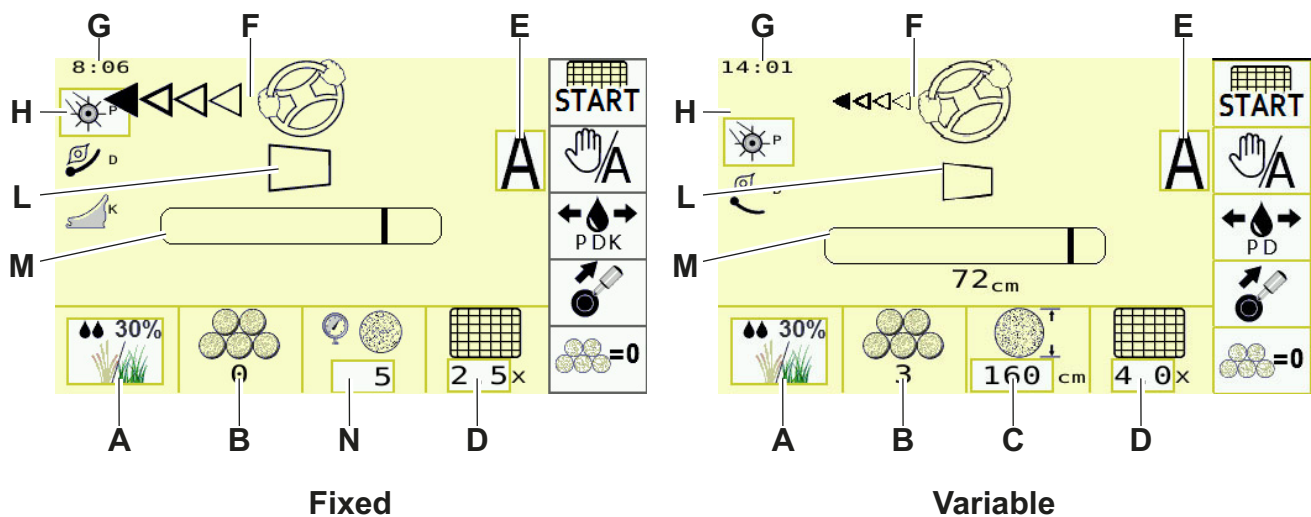 G
F
E
8:06
START
H
P
A
/A
D
L
K
PDK
M
30%
=0
0
5
2 5x
A
B
N
D
Fixed
G
F
E
14:01
START
H
P
A
/A
L
PD
M
72cm
30%
=0
3
160 cm
4.0x
A
B
C
D
Variable